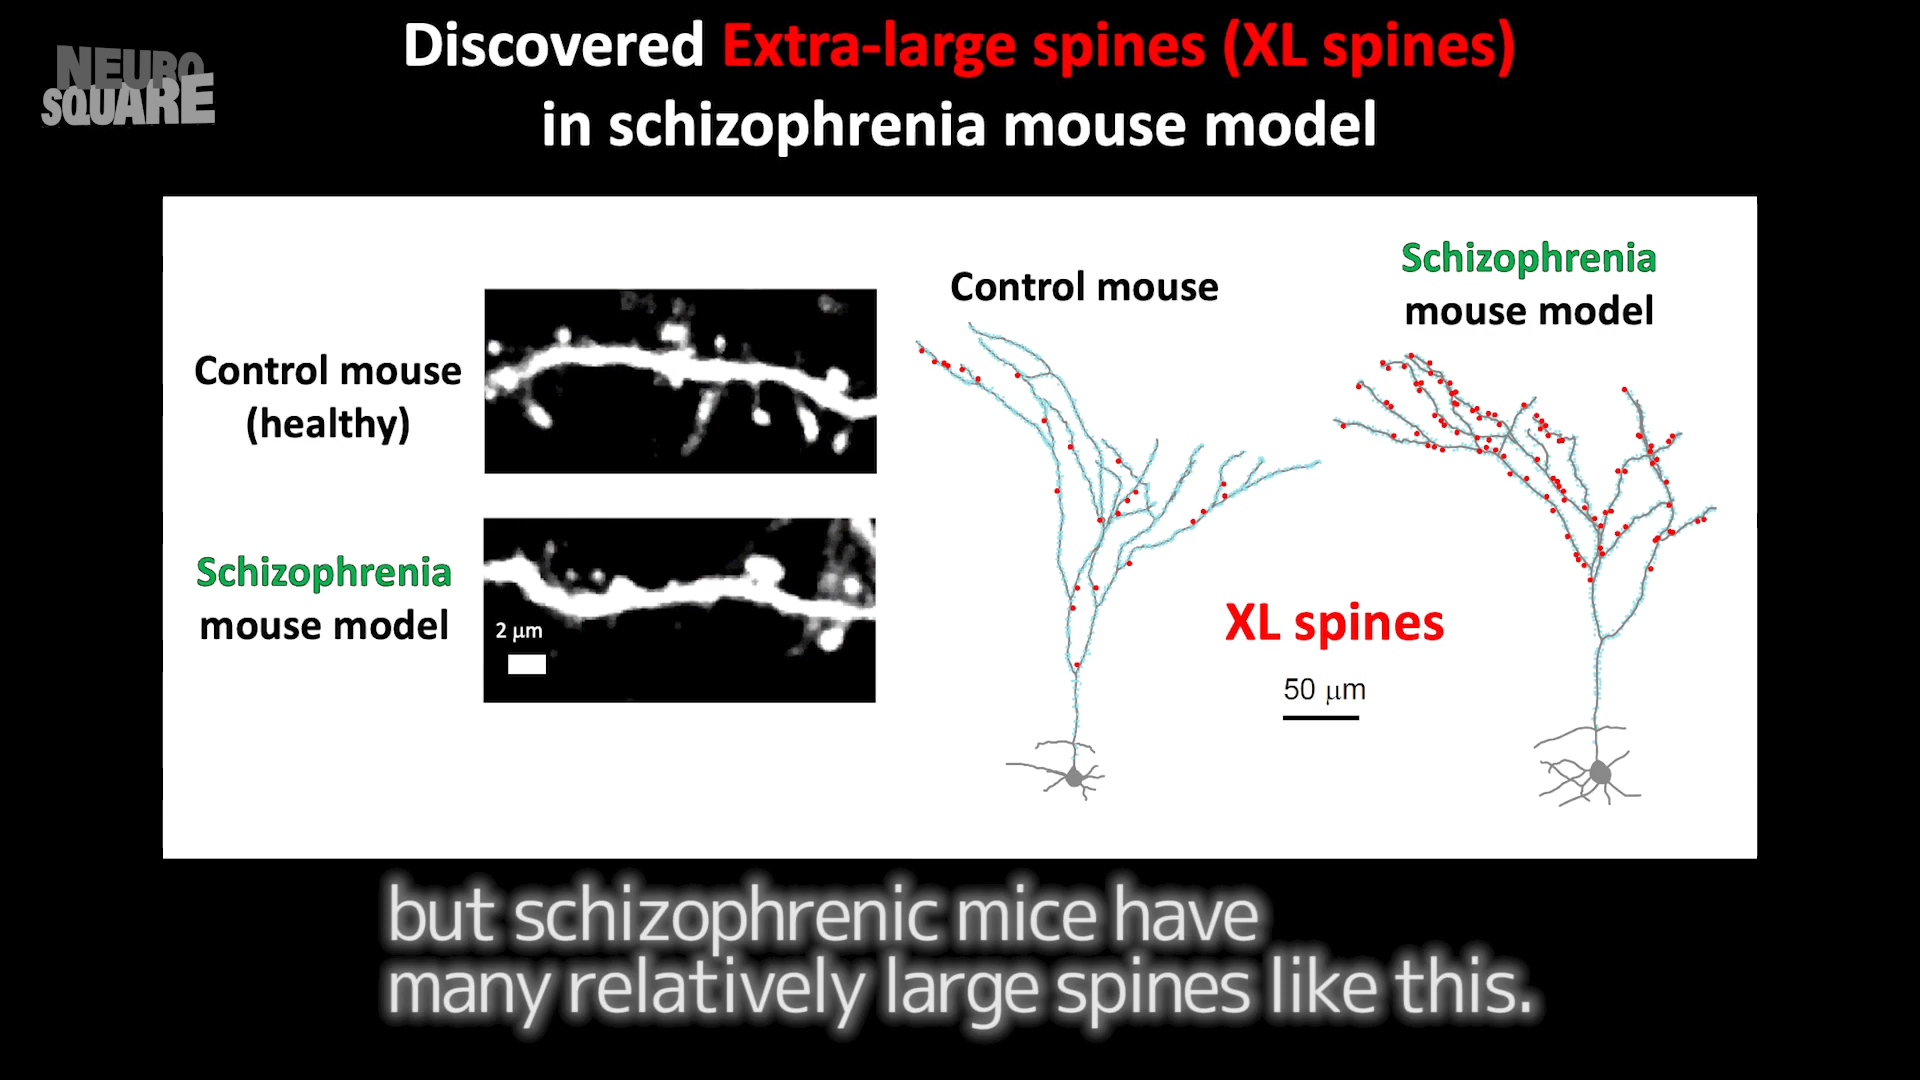 NEURO
SQUARE
Discovered Extra-large spines (XL spines)
in schizophrenia mouse model
Control mouse
(healthy)
Schizophrenia
mouse model
2 μm
Control mouse
Schizophrenia
mouse model
XL spines
50 μm
but schizophrenic mice have
many relatively large spines like this.